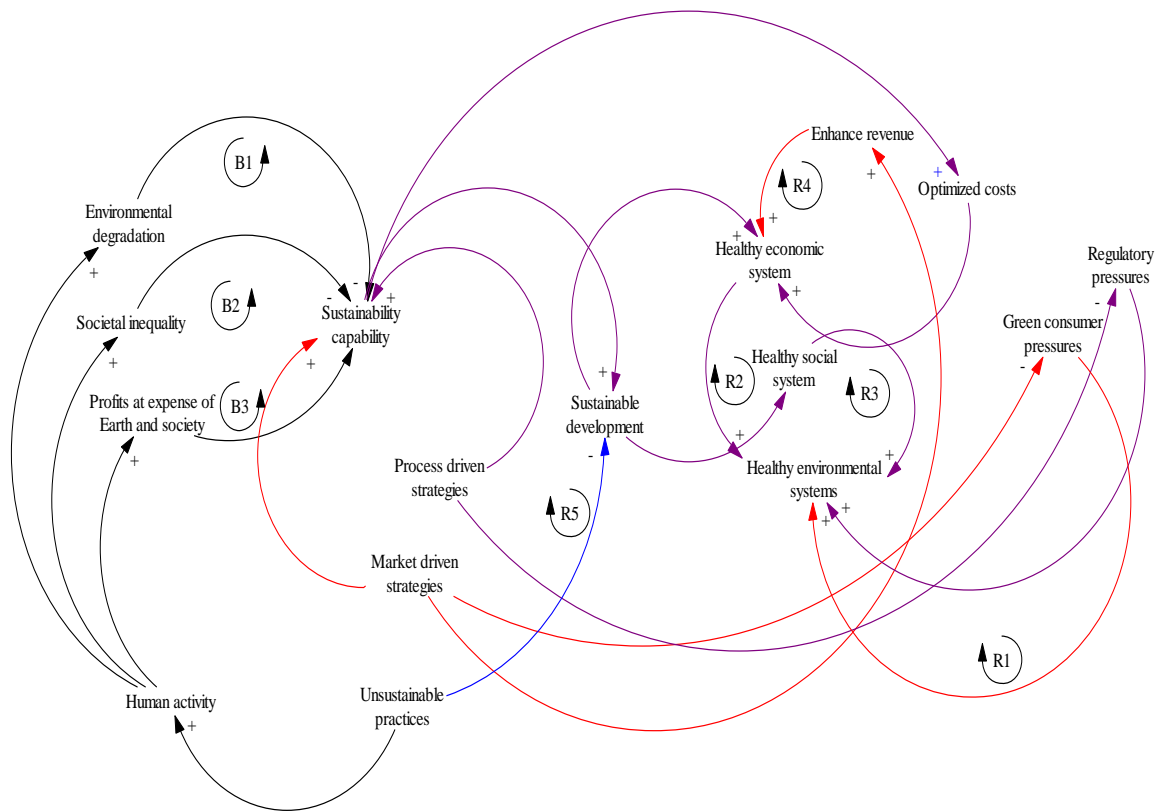 Enhance revenue
+
R4
B1
+
Optimized costs
Environmental
degradation
+
+
+
Healthy economic
system
Regulatory
pressures
+
-
-
+
B2
+
-
Societal inequality
Sustainability
capability
Green consumer
pressures
+
+
Healthy social
system
-
R2
R3
+
Profits at expense of
Earth and society
B3
Sustainable
development
+
+
+
-
Process driven
strategies
Healthy environmental
systems
+
+
R5
Market driven
strategies
R1
Human activity
+
Unsustainable
practices